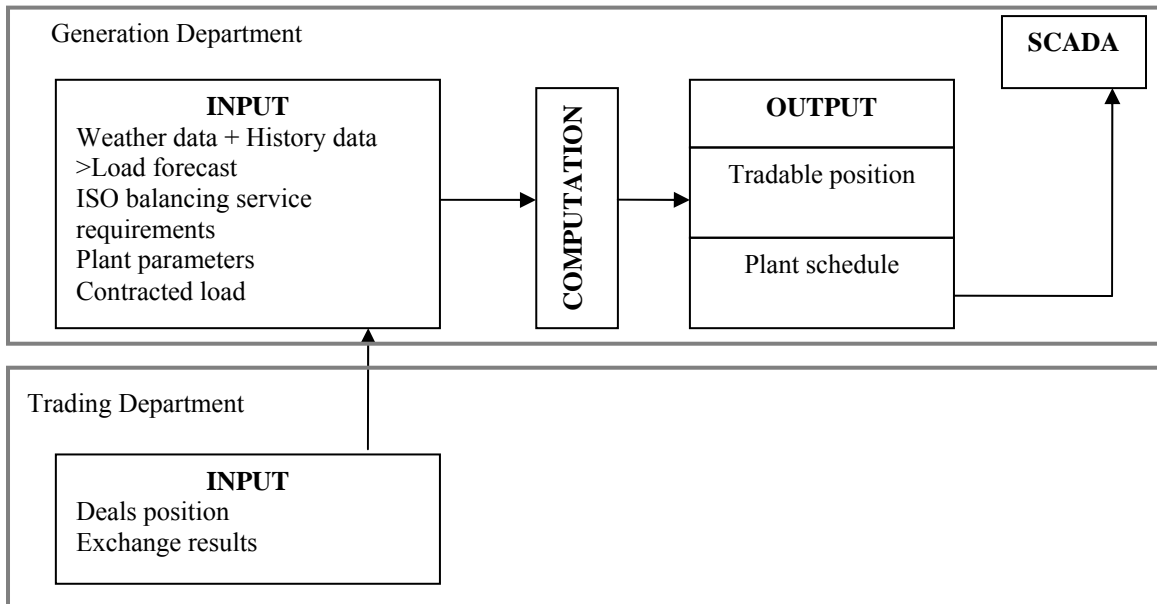 Generation Department
SCADA
INPUT
Weather data + History data
>Load forecast
ISO balancing service
requirements
Plant parameters
Contracted load
COMPUTATION
OUTPUT
Tradable position
Plant schedule
Trading Department
INPUT
Deals position
Exchange results